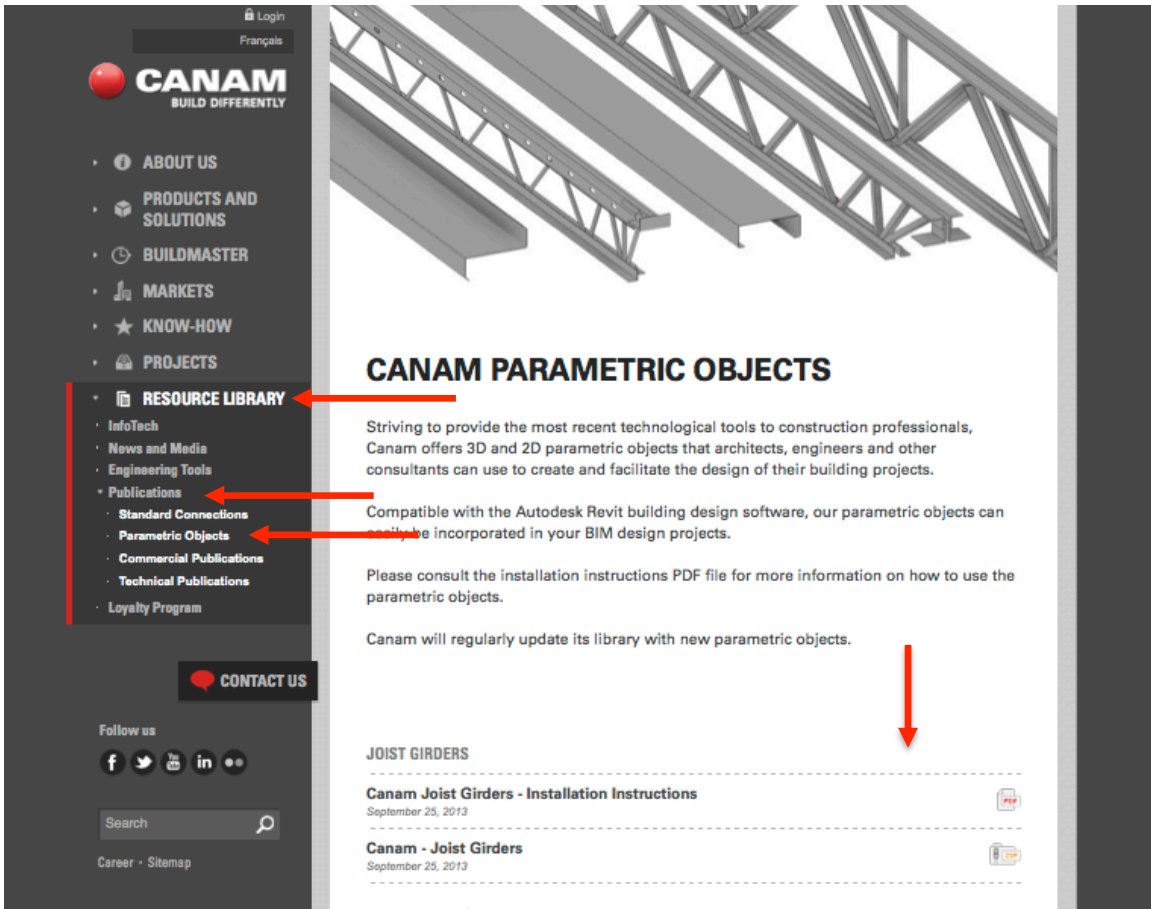 Login
Français
CANAM
BUILD DIFFERENTLY
ABOUT US
PRODUCTS AND
SOLUTIONS
BUILDMASTER
MARKETS
KNOW-HOW
PROJECTS
RESOURCE LIBRARY
InfoTech
News and Media
Engineering Tools
Publications
Standard Connections
Parametric Objects
Commercial Publications
Technical Publications
Loyalty Program
CONTACT US
Follow us
f You Tube in
Search
Career • Sitemap
CANAM PARAMETRIC OBJECTS
Striving to provide the most recent technological tools to construction professionals,
Canam offers 3D and 2D parametric objects that architects, engineers and other
consultants can use to create and facilitate the design of their building projects.
Compatible with the Autodesk Revit building design software, our parametric objects can
easily be incorporated in your BIM design projects.
Please consult the installation instructions PDF file for more information on how to use the
parametric objects.
Canam will regularly update its library with new parametric objects.
JOIST GIRDERS
Canam Joist Girders - Installation Instructions
September 25, 2013
PDF
Canam - Joist Girders
September 25, 2013
ZIP